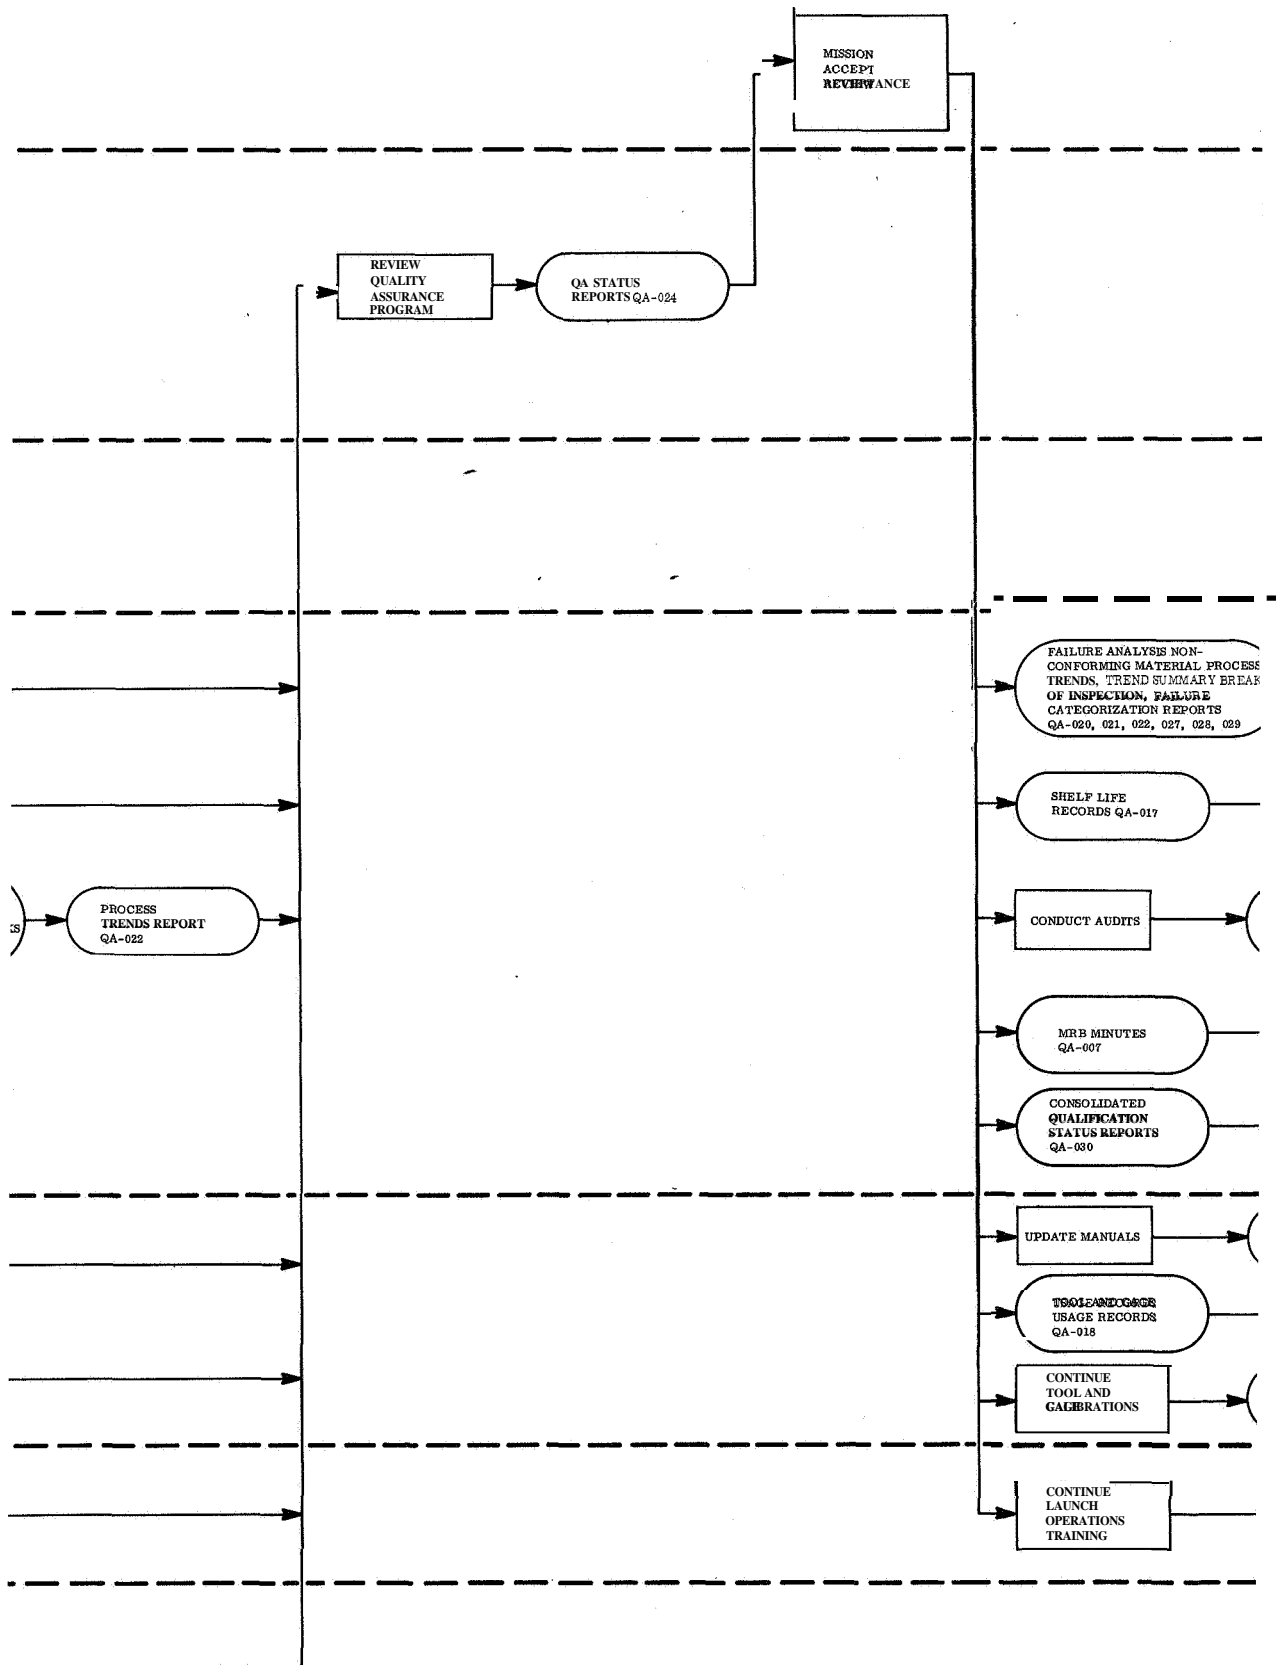 MISSION
ACCEPT
REVIEW
REVIEW
QUALITY
ASSURANCE
PROGRAM
QA STATUS
REPORTS QA-024
FAILURE ANALYSIS NON-
CONFORMING MATERIAL PROCESS
TRENDS, TREND SUMMARY BREAK
OF INSPECTION, FAILURE
CATEGORIZATION REPORTS
QA-020, 021, 022, 027, 028, 029
SHELF LIFE
RECORDS QA-017
PROCESS
TRENDS REPORT
QA-022
CONDUCT AUDITS
MRB MINUTES
QA-007
CONSOLIDATED
QUALIFICATION
STATUS REPORTS
QA-030
UPDATE MANUALS
TOOL AND GAGE
USAGE RECORDS
QA-018
CONTINUE
TOOL AND
CONTINUE
LAUNCH
OPERATIONS
TRAINING